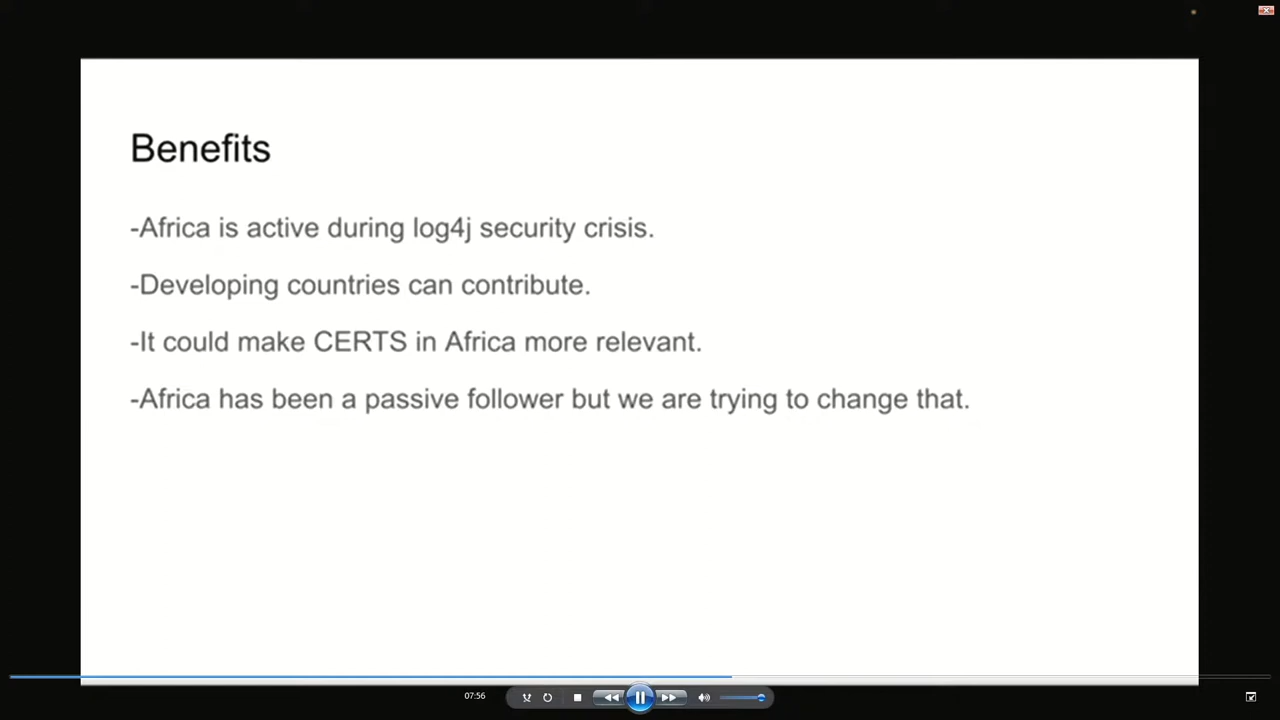 Benefits
-Africa is active during log4j security crisis.
-Developing countries can contribute.
-It could make CERTS in Africa more relevant.
-Africa has been a passive follower but we are trying to change that.
07:56